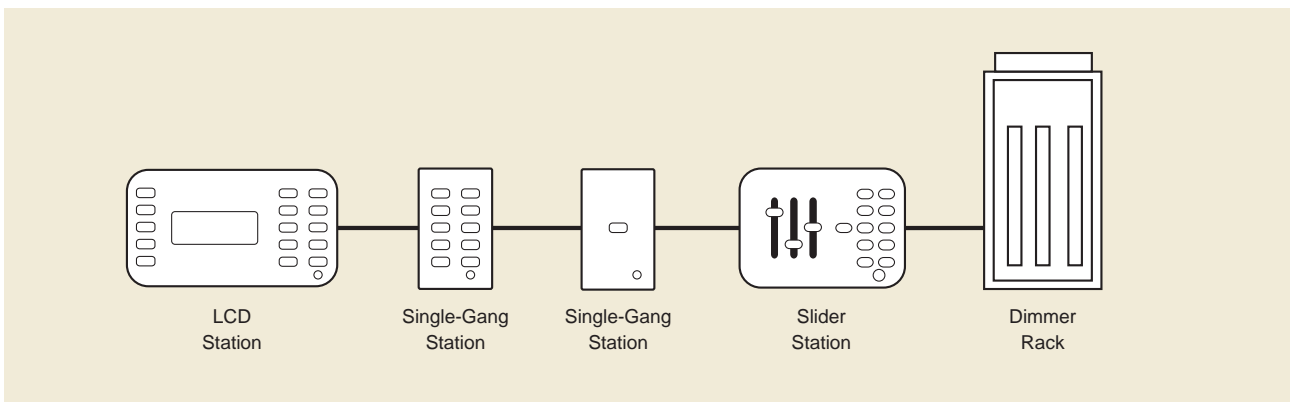 LCD
Station
Single-Gang
Station
Single-Gang
Station
Slider
Station
Dimmer
Rack